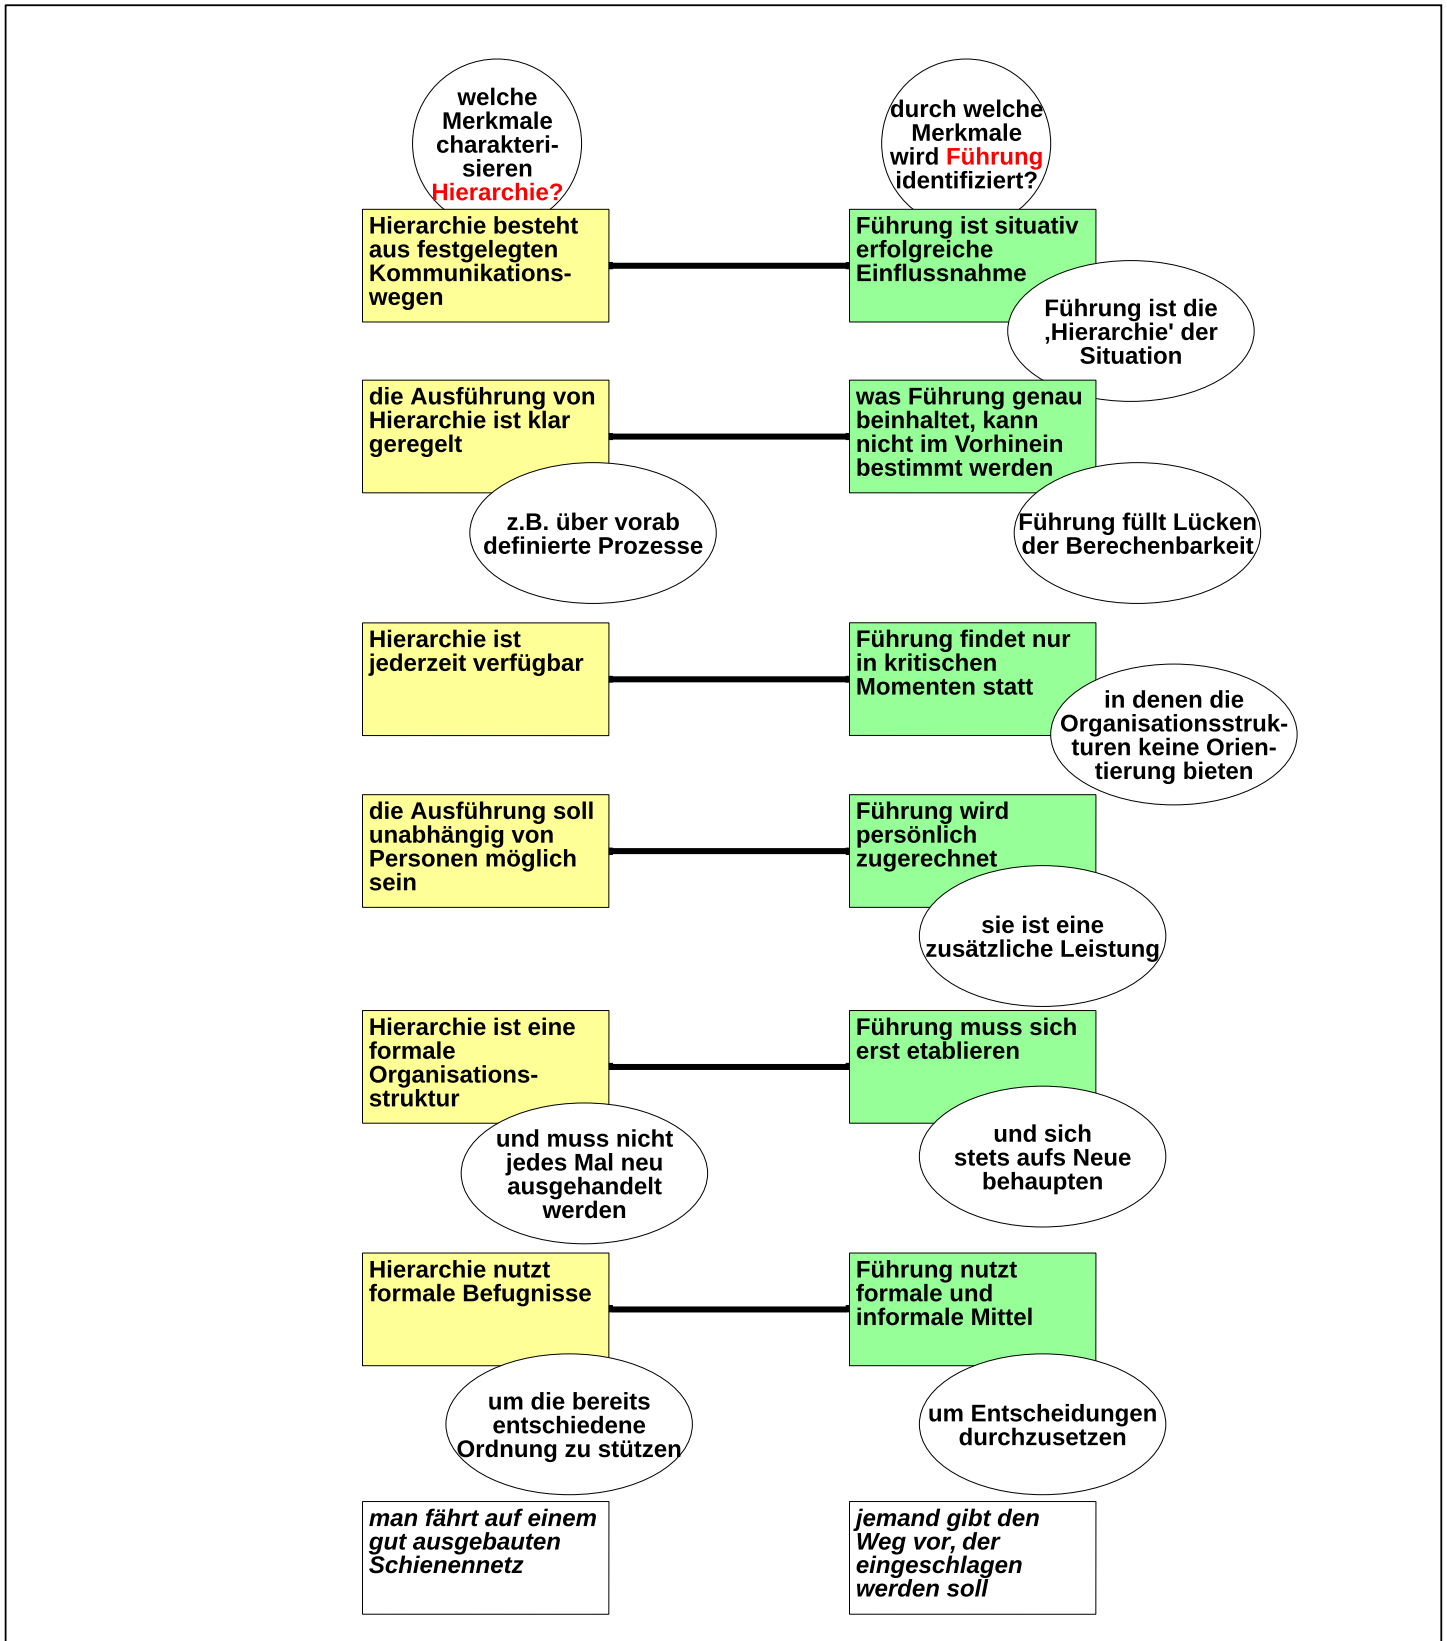 welche
Merkmale
charakteri-
sieren
Hierarchie?
durch welche
Merkmale
wird Führung
identifiziert?
Hierarchie besteht
aus festgelegten
Kommunikations-
wegen
Führung ist situativ
erfolgreiche
Einflussnahme
Führung ist die
‚Hierarchie' der
Situation
die Ausführung von
Hierarchie ist klar
geregelt
z.B. über vorab
definierte Prozesse
was Führung genau
beinhaltet, kann
nicht im Vorhinein
bestimmt werden
Führung füllt Lücken
der Berechenbarkeit
Hierarchie ist
jederzeit verfügbar
Führung findet nur
in kritischen
Momenten statt
in denen die
Organisationsstruk-
turen keine Orien-
tierung bieten
die Ausführung soll
unabhängig von
Personen möglich
sein
Führung wird
persönlich
zugerechnet
sie ist eine
zusätzliche Leistung
Hierarchie ist eine
formale
Organisations-
struktur
und muss nicht
jedes Mal neu
ausgehandelt
werden
Führung muss sich
erst etablieren
und sich
stets aufs Neue
behaupten
Hierarchie nutzt
formale Befugnisse
um die bereits
entschiedene
Ordnung zu stützen
Führung nutzt
formale und
informale Mittel
um Entscheidungen
durchzusetzen
man fährt auf einem
gut ausgebauten
Schienennetz
jemand gibt den
Weg vor, der
eingeschlagen
werden soll